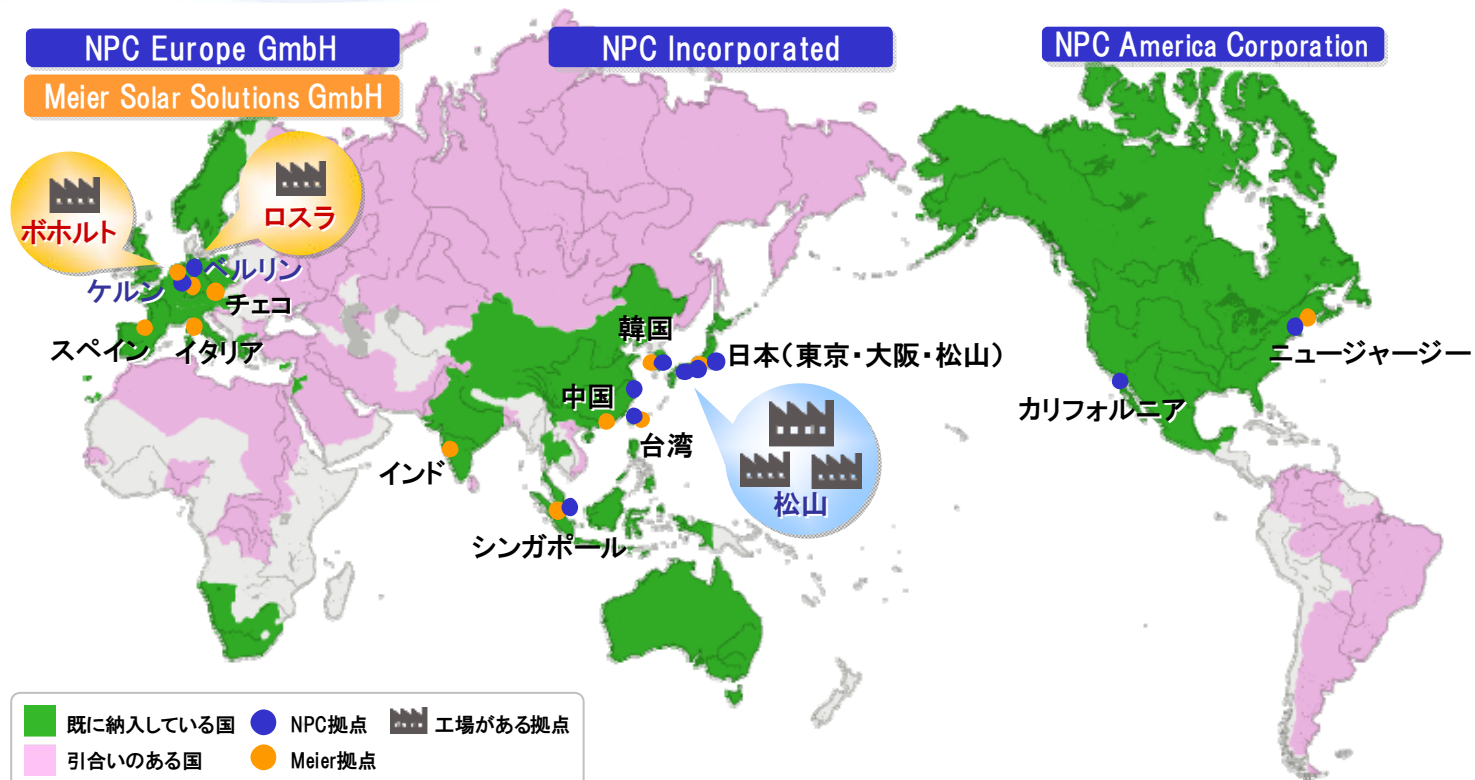 NPC Europe GmbH
Meier Solar Solutions GmbH
NPC Incorporated
NPC America Corporation
ボホルト
ロスラ
ベルリン
ケルン
チェコ
スペイン
イタリア
韓国
日本(東京・大阪・松山)
中国
台湾
インド
シンガポール
松山
ニュージャージー
カリフォルニア
既に納入している国
NPC拠点
工場がある拠点
引合いのある国
Meier拠点